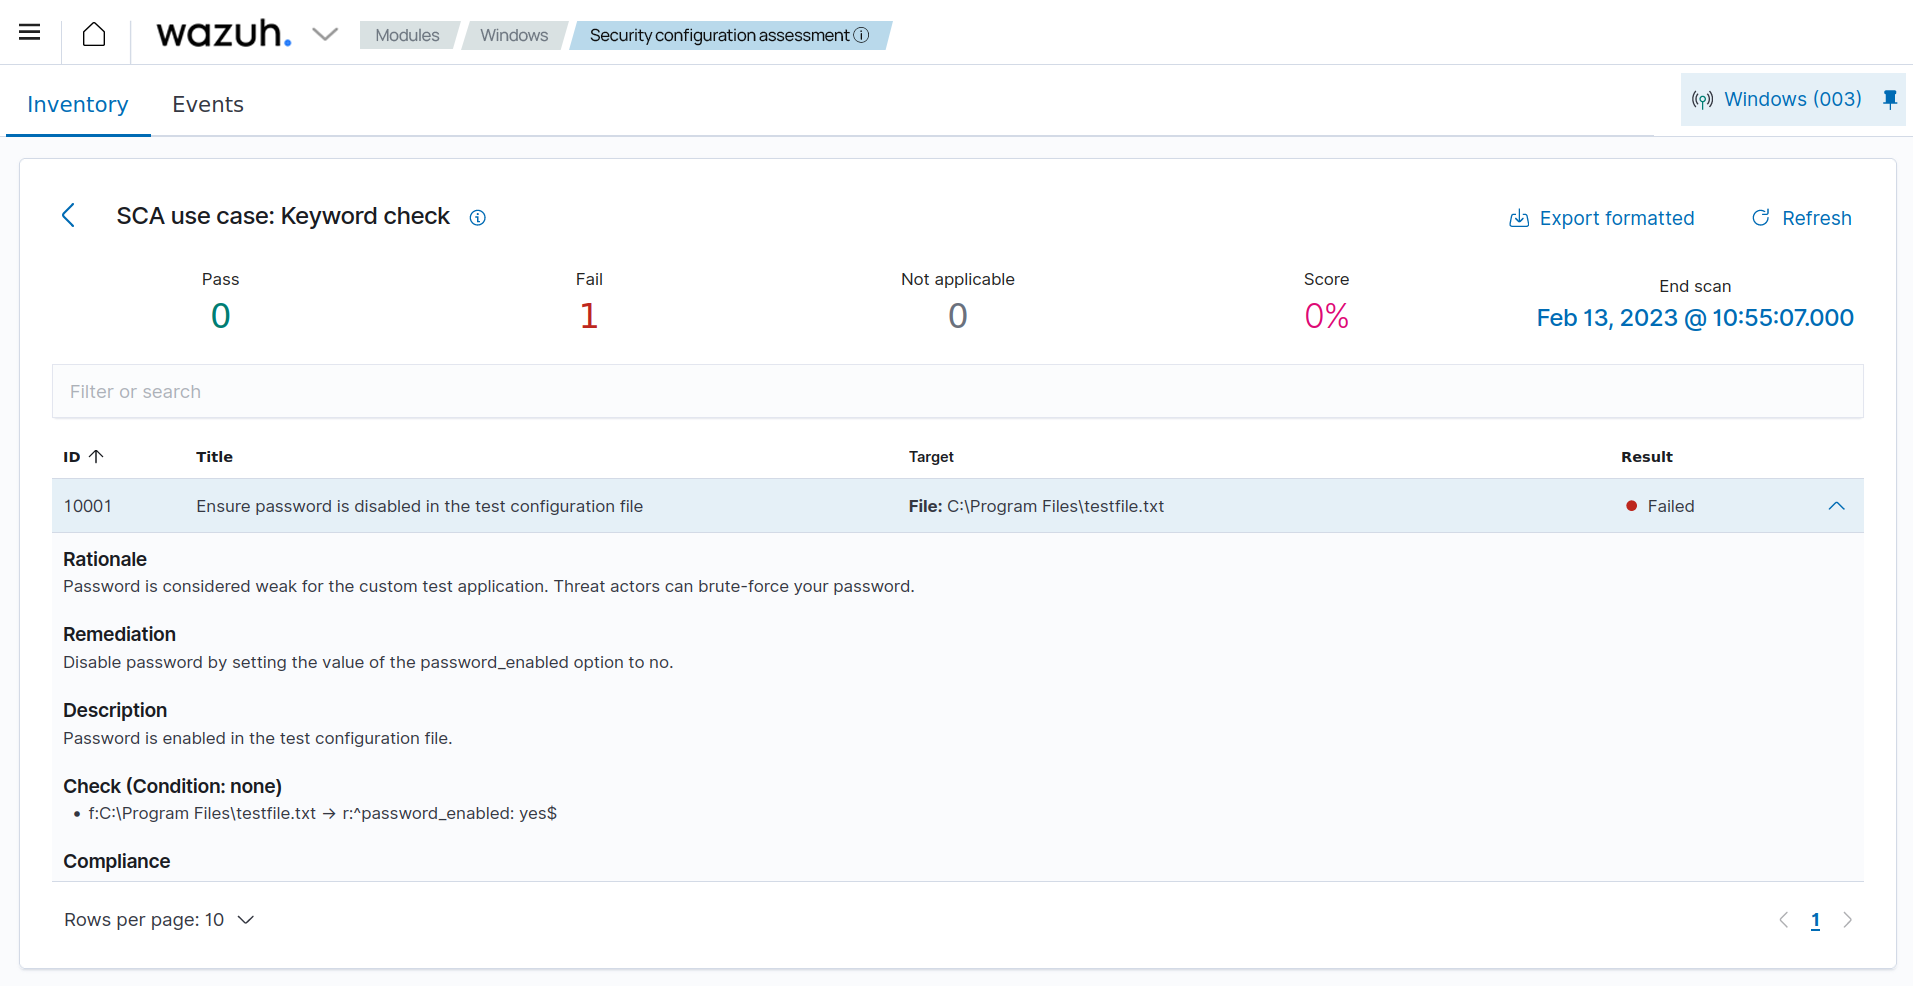 wazuh.
Modules
Windows
Security configuration assessment
Inventory
Events
Windows (003)
SCA use case: Keyword check
Export formatted
Refresh
Pass
0
Fail
1
Not applicable
0
Score
0%
End scan
Feb 13, 2023 @ 10:55:07.000
Filter or search
ID Title Target Result
10001 Ensure password is disabled in the test configuration file File: C:\Program Files\testfile.txt Failed
Rationale
Password is considered weak for the custom test application. Threat actors can brute-force your password.
Remediation
Disable password by setting the value of the password_enabled option to no.
Description
Password is enabled in the test configuration file.
Check (Condition: none)
• f:C:\Program Files\testfile.txt → r:^password_enabled: yes$
Compliance
Rows per page: 10
1